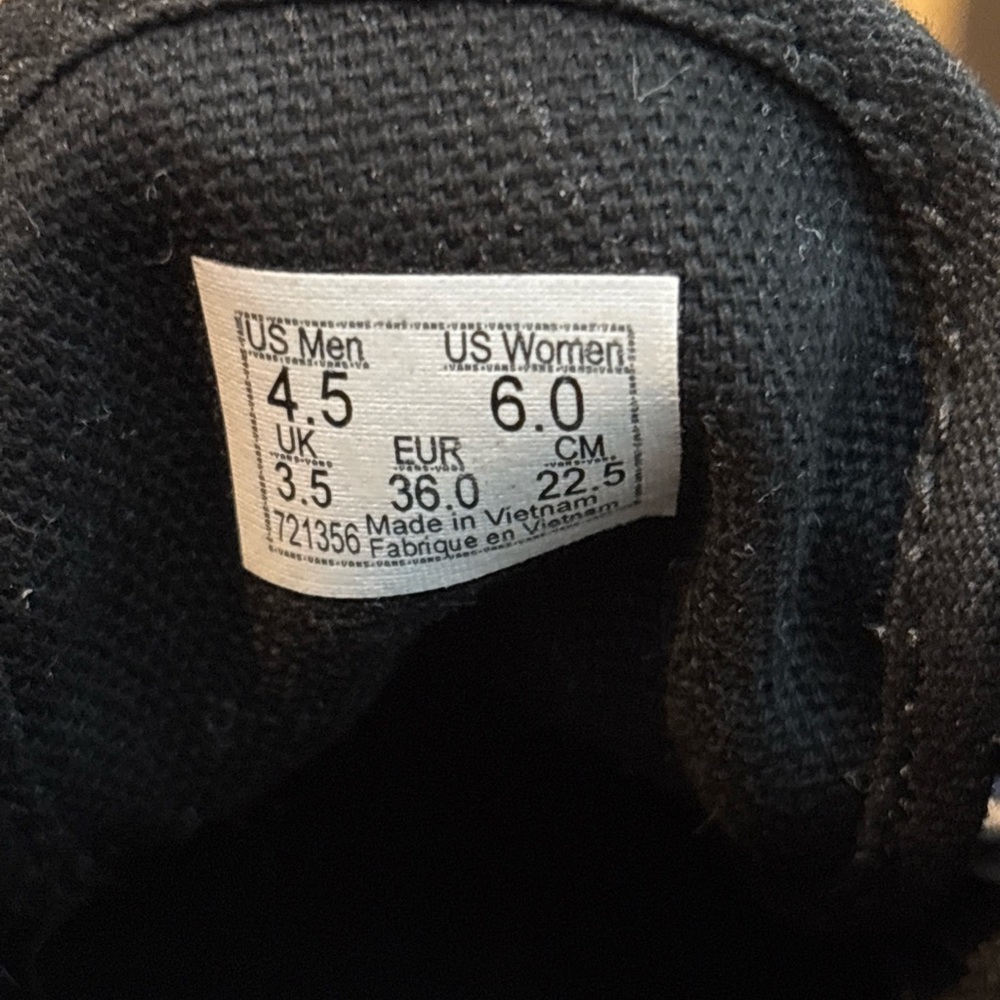 US Men US Women
4.5 6.0
UK EUR CM
3.5 36.0 22.5
721356 Made in Vietnam
Fabrique en Vietnam